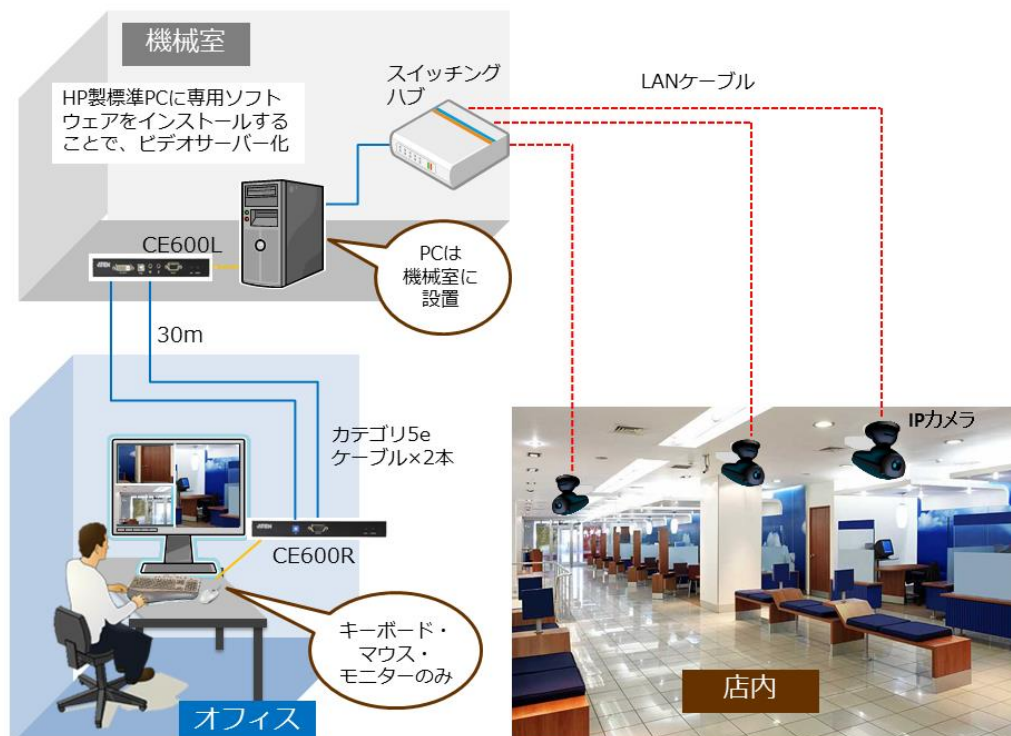 機械室
HP製標準PCに専用ソフト
ウェアをインストールする
ことで、ビデオサーバー化
スイッチング
ハブ
LANケーブル
CE600L
PCは
機械室に
設置
30m
カテゴリ5e
ケーブル×2本
IPカメラ
ATEN
CE600R
キーボード・
マウス・
モニターのみ
オフィス
店内